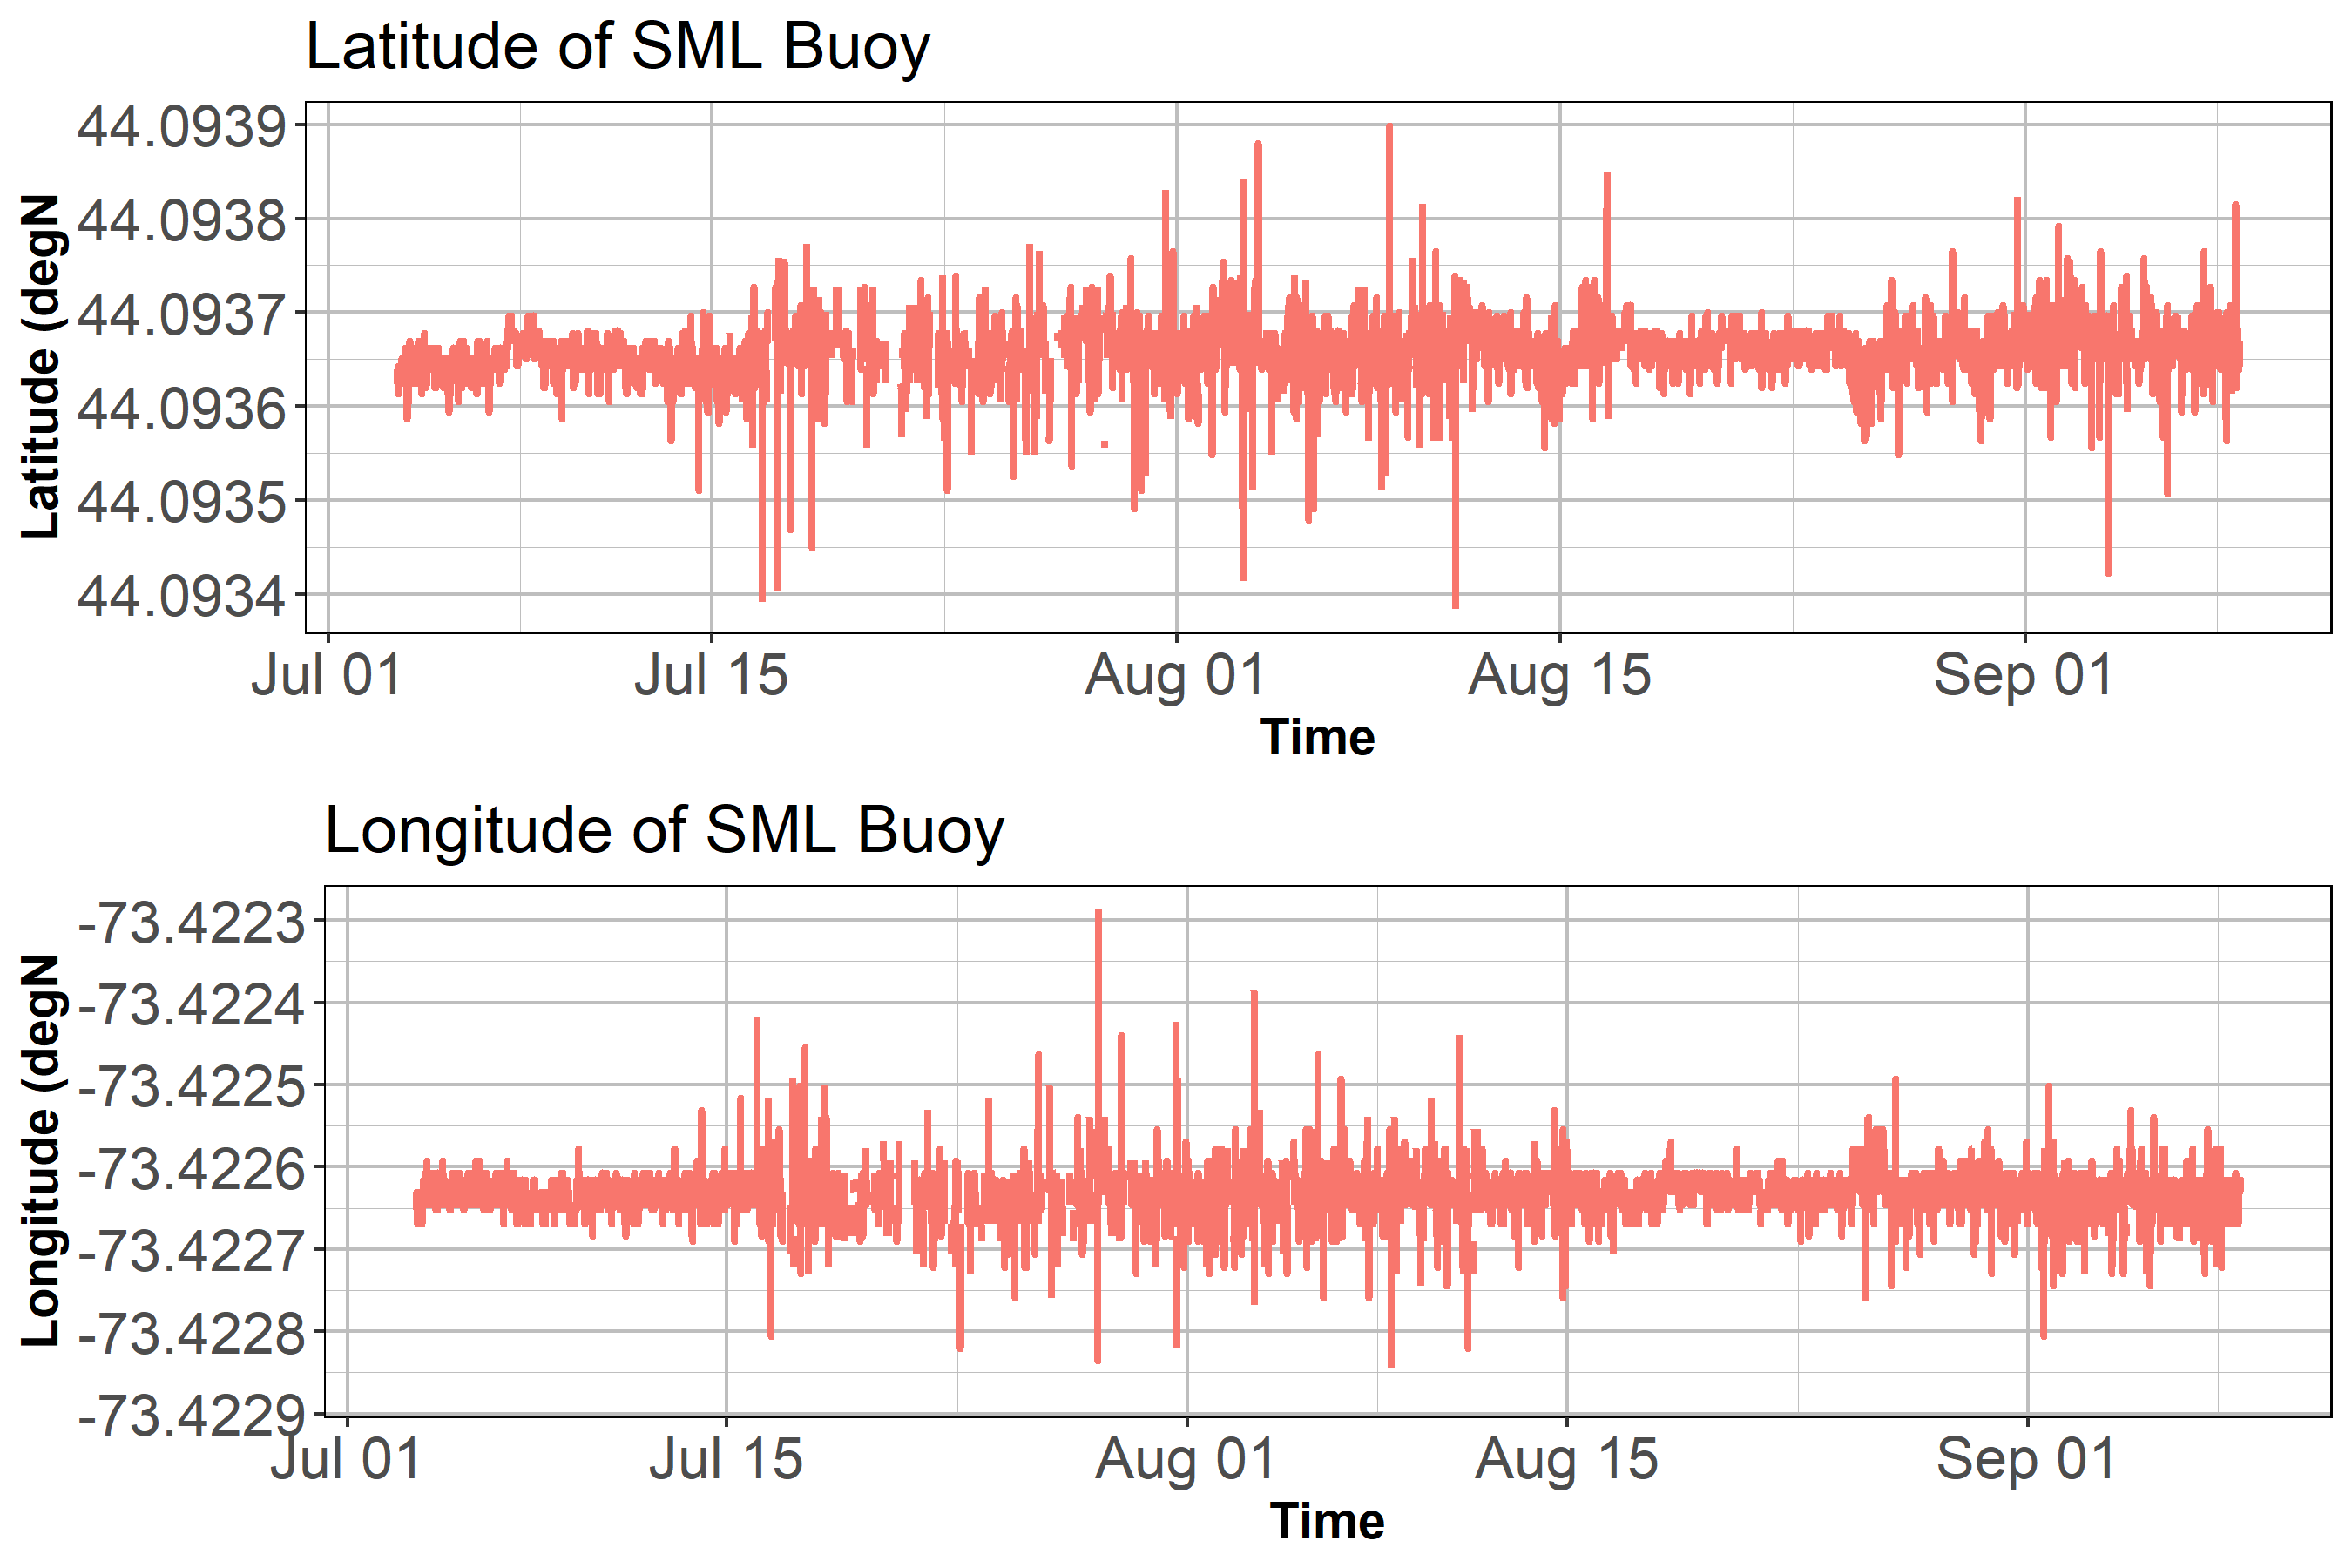 Latitude of SML Buoy
Latitude (degN
44.0939
44.0938
44.0937
44.0936
44.0935
44.0934
Jul 01 Jul 15 Aug 01 Aug 15 Sep 01
Time
Longitude of SML Buoy
Longitude (degN
-73.4223
-73.4224
-73.4225
-73.4226
-73.4227
-73.4228
-73.4229
Jul 01 Jul 15 Aug 01 Aug 15 Sep 01
Time